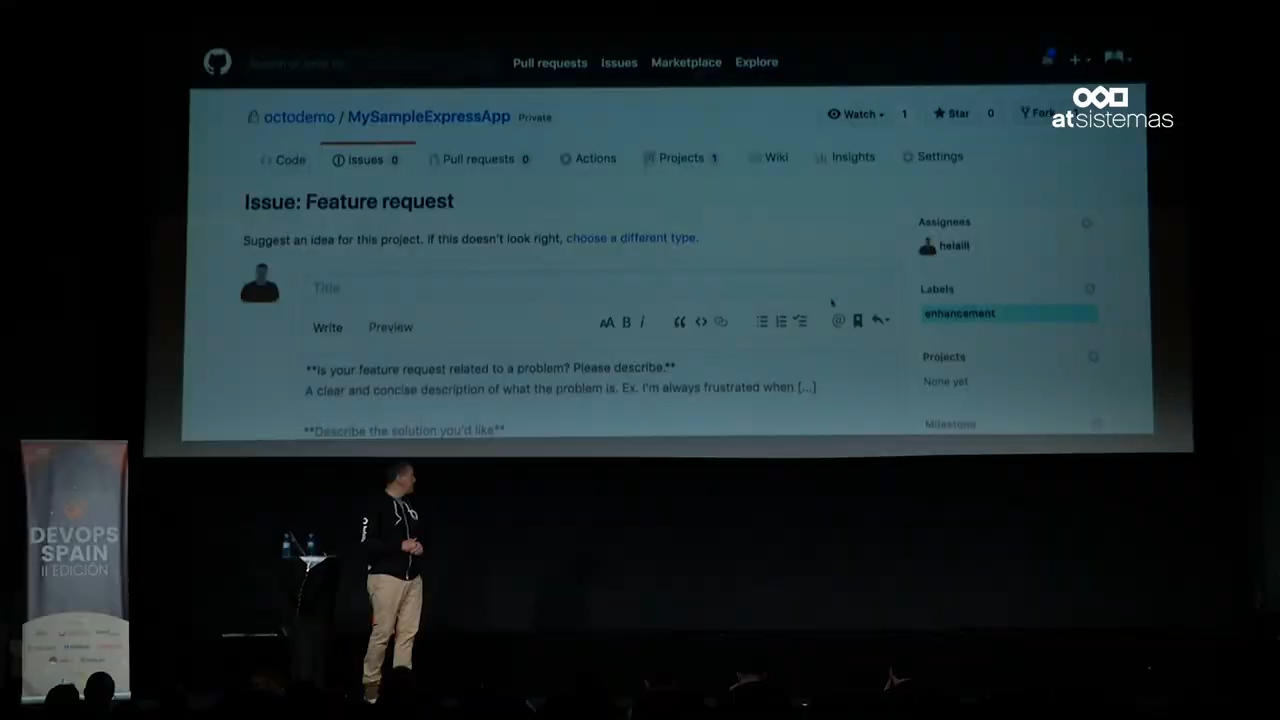 Pull requests Issues Marketplace Explore
atsistemas
octodemo / MySampleExpressApp Private
Watch 1 Star 0 Fork
Code Issues 0 Pull requests 0 Actions Projects 1 Wiki Insights Settings
Issue: Feature request
Suggest an idea for this project. If this doesn't look right, choose a different type.
Title
Write Preview
AA B i
**Is your feature request related to a problem? Please describe.**
A clear and concise description of what the problem is. Ex. I'm always frustrated when [...]
**Describe the solution you'd like**
Assignees
helaili
Labels
enhancement
Projects
None yet
Milestone
DEVOPS
SPAIN
II EDICIÓN